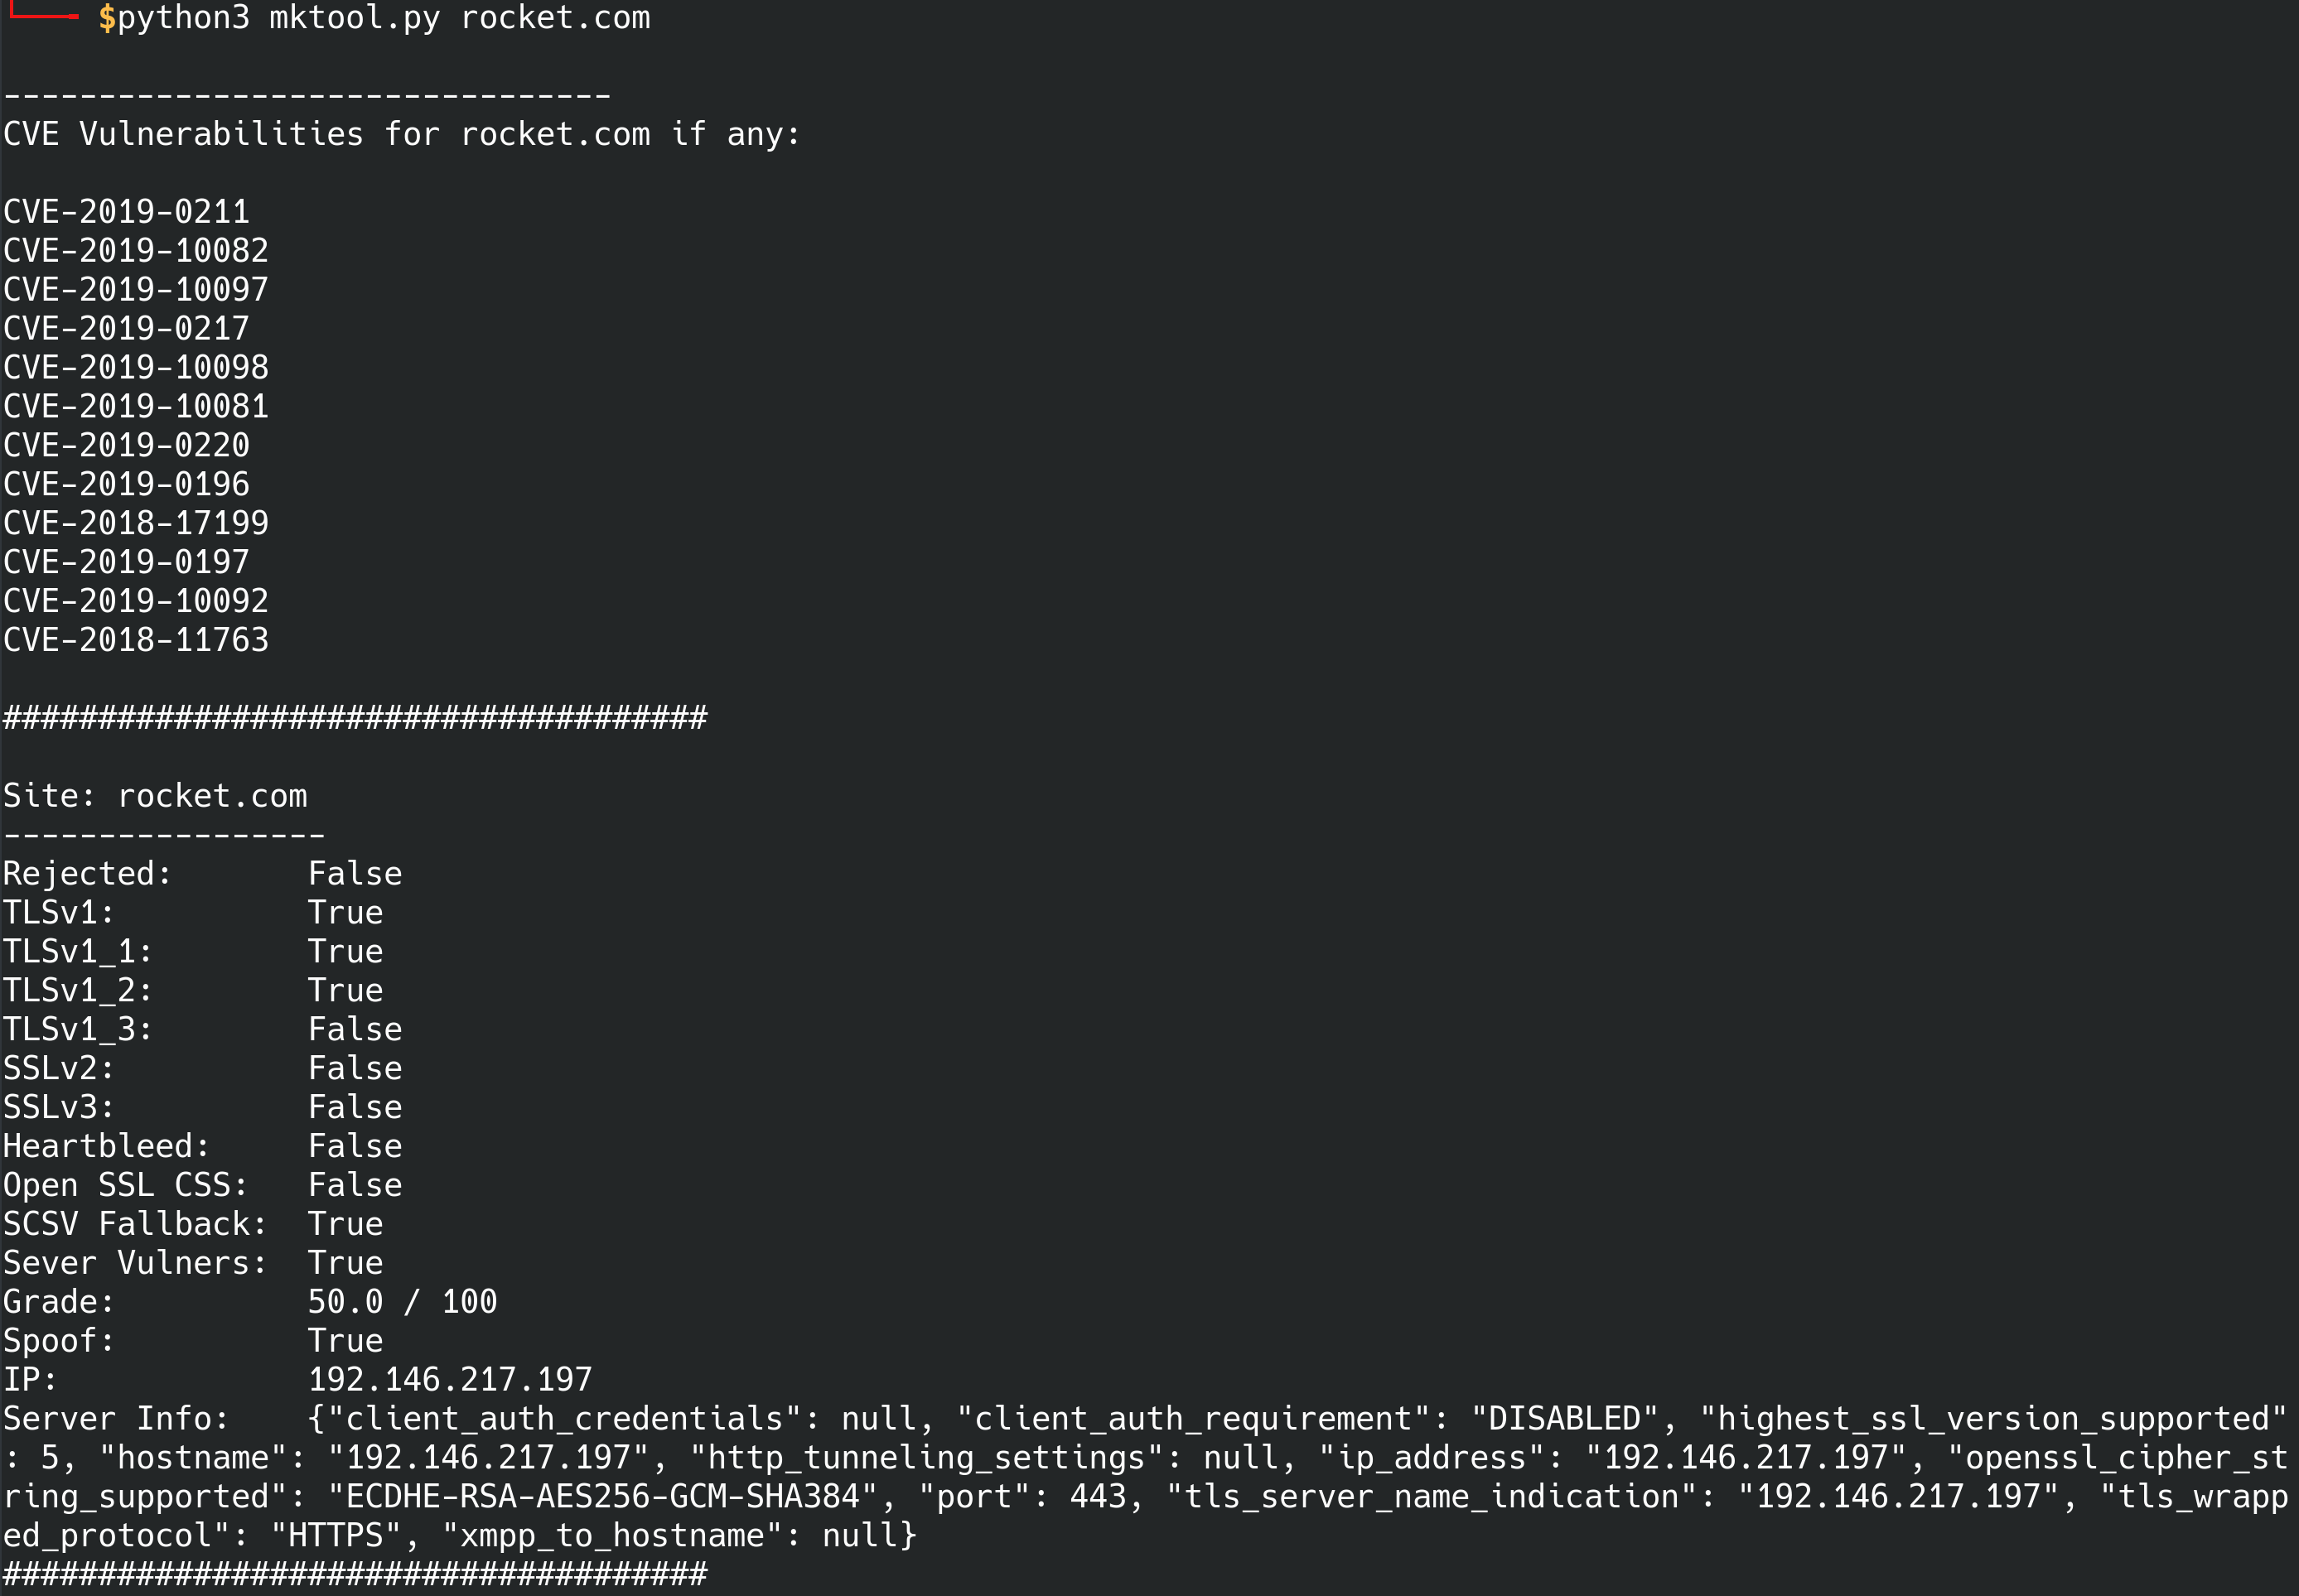 $python3 mktool.py rocket.com
--------------------------------
CVE Vulnerabilities for rocket.com if any:
CVE-2019-0211
CVE-2019-10082
CVE-2019-10097
CVE-2019-0217
CVE-2019-10098
CVE-2019-10081
CVE-2019-0220
CVE-2019-0196
CVE-2018-17199
CVE-2019-0197
CVE-2019-10092
CVE-2018-11763
#####################################
Site: rocket.com
-----------------
Rejected:       False
TLSv1:          True
TLSv1_1:        True
TLSv1_2:        True
TLSv1_3:        False
SSLv2:          False
SSLv3:          False
Heartbleed:     False
Open SSL CSS:   False
SCSV Fallback:  True
Sever Vulners:  True
Grade:          50.0 / 100
Spoof:          True
IP:             192.146.217.197
Server Info:    {"client_auth_credentials": null, "client_auth_requirement": "DISABLED", "highest_ssl_version_supported"
: 5, "hostname": "192.146.217.197", "http_tunneling_settings": null, "ip_address": "192.146.217.197", "openssl_cipher_st
ring_supported": "ECDHE-RSA-AES256-GCM-SHA384", "port": 443, "tls_server_name_indication": "192.146.217.197", "tls_wrapp
ed_protocol": "HTTPS", "xmpp_to_hostname": null}
#####################################